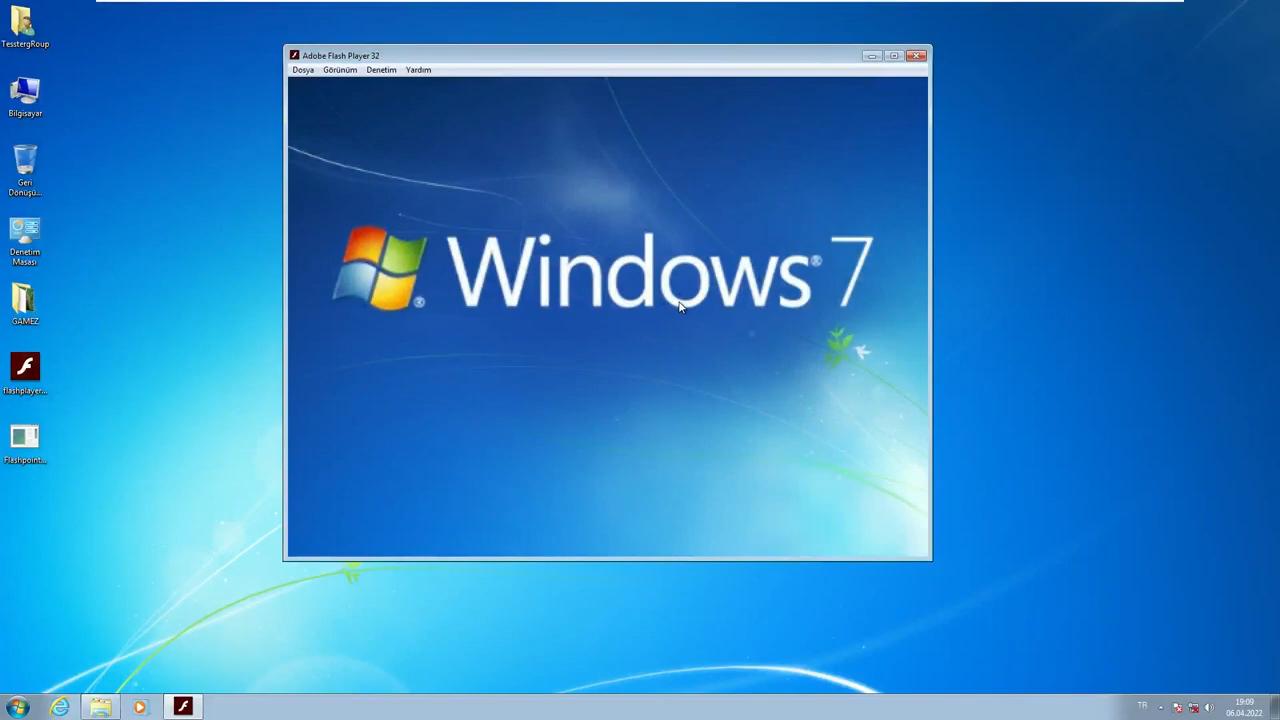 TesstergRoup
Bilgisayar
Geri
Dönüşü...
Denetim
Masası
GAMEZ
flashplayer...
Flashpoint...
Adobe Flash Player 32
Dosya Görünüm Denetim Yardım
Windows® 7
TR
19:09
06.04.2022